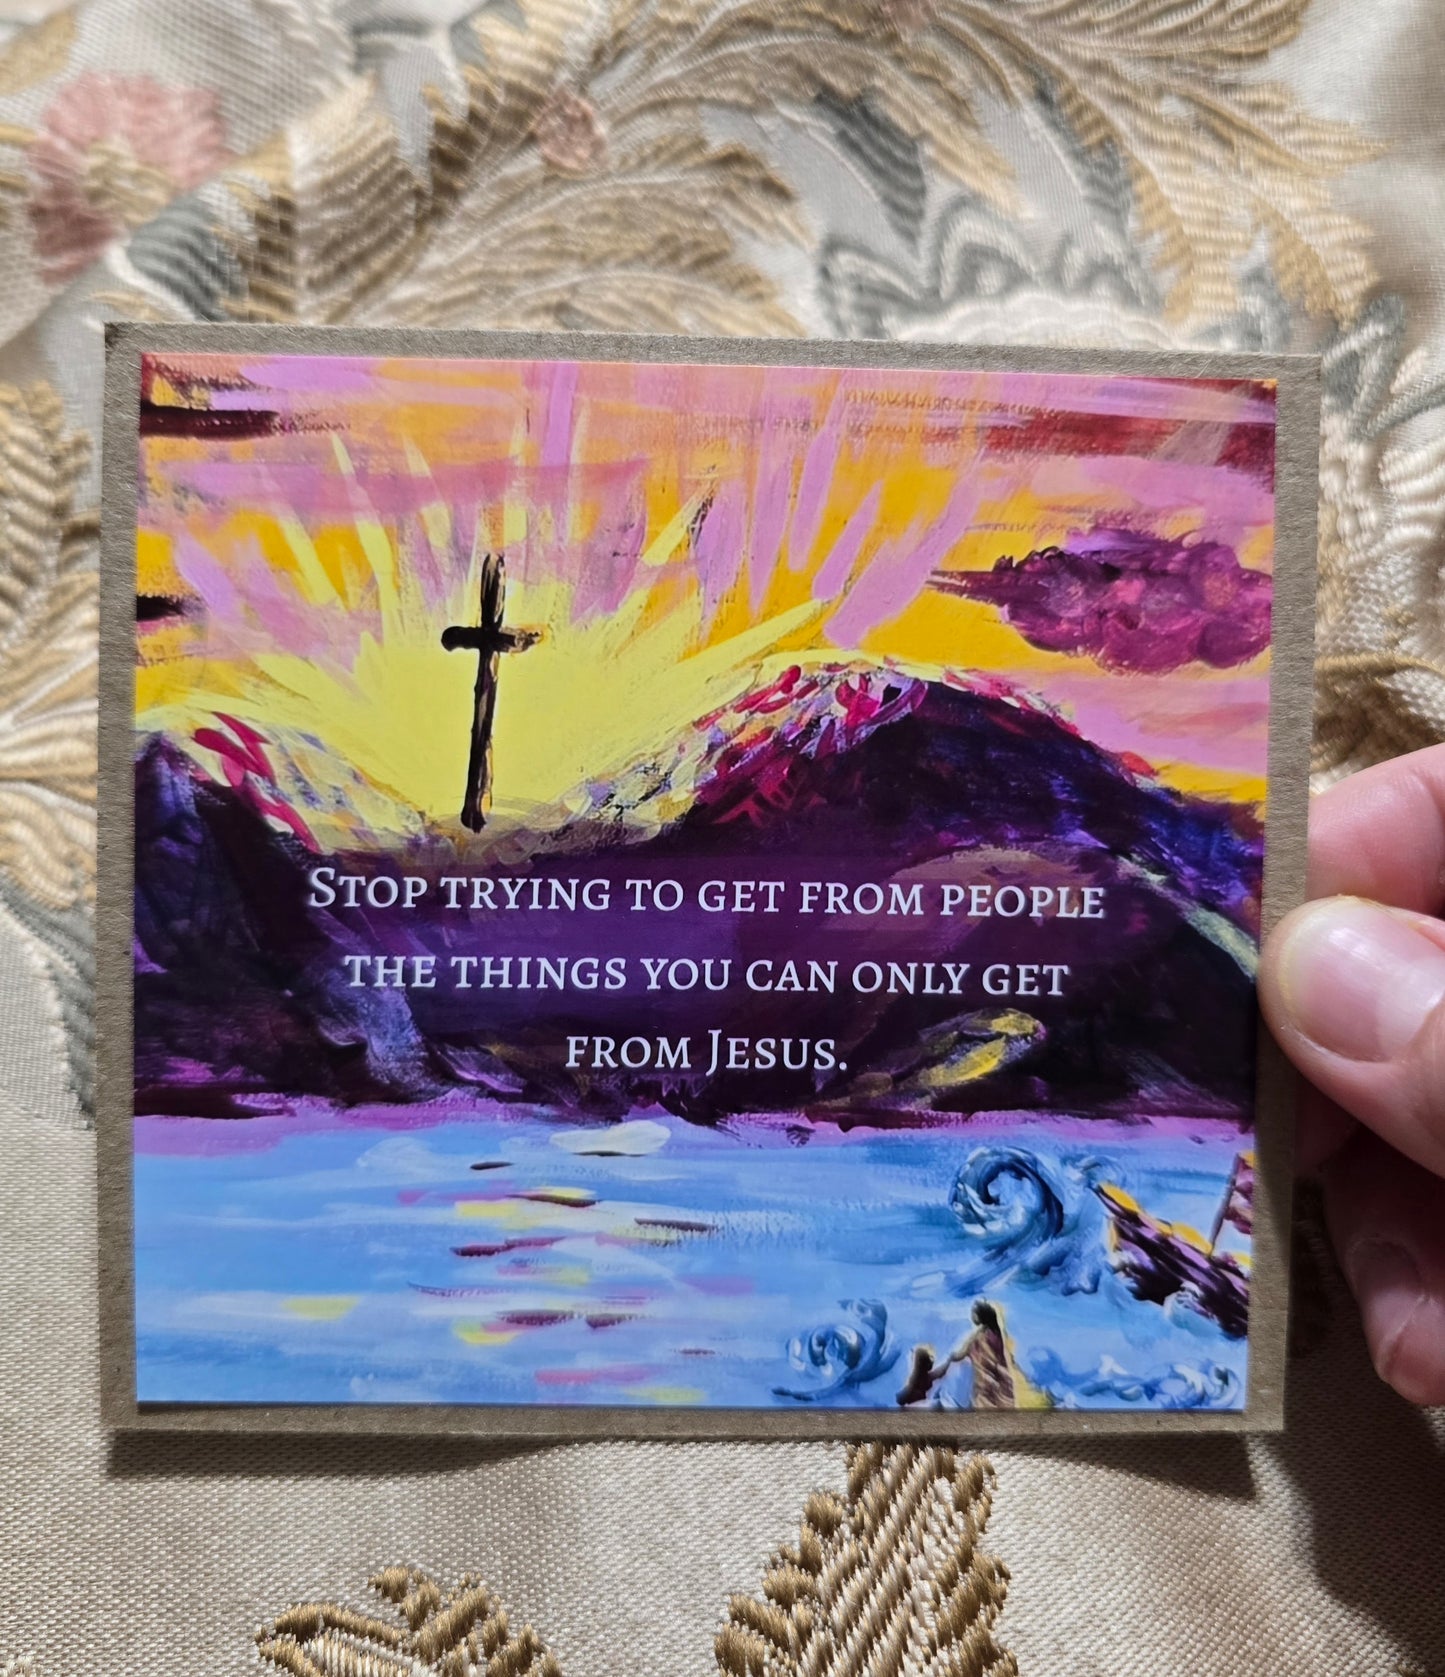 Stop trying to get from people
the things you can only get
from Jesus.